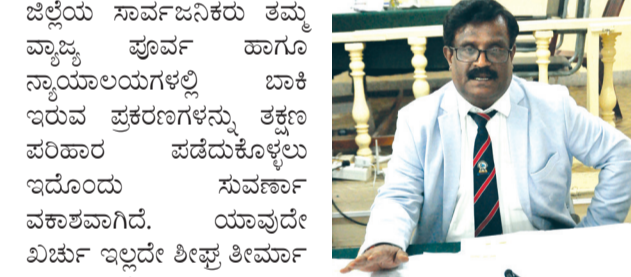 ಜಿಲ್ಲೆಯ ಸಾರ್ವಜನಿಕರು ತಮ್ಮ
ವ್ಯಾಜ್ಯ ಪೂರ್ವ ಹಾಗೂ
ನ್ಯಾಯಾಲಯಗಳಲ್ಲಿ ಬಾಕಿ
ಇರುವ ಪ್ರಕರಣಗಳನ್ನು ತಕ್ಷಣ
ಪರಿಹಾರ ಪಡೆದುಕೊಳ್ಳಲು
ಇದೊಂದು ಸುವರ್ಣಾ
ವಕಾಶವಾಗಿದೆ. ಯಾವುದೇ
ಖರ್ಚು ಇಲ್ಲದೇ ಶೀಘ್ರ ತೀರ್ಮಾ